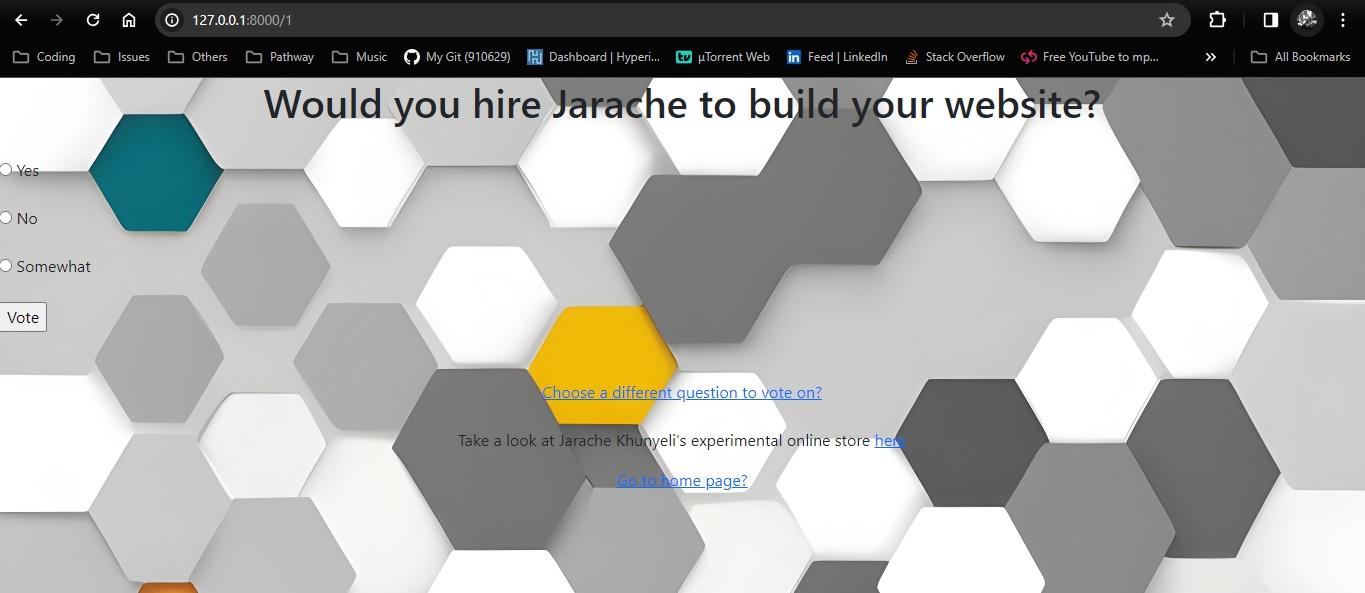 127.0.0.1:8000/1
Coding Issues Others Pathway Music My Git (910629) Dashboard | Hyperi... µTorrent Web Feed | LinkedIn Stack Overflow Free YouTube to mp... » All Bookmarks
Would you hire Jarache to build your website?
Yes
No
Somewhat
Vote
Choose a different question to vote on?
Take a look at Jarache Khunyeli's experimental online store here
Go to home page?